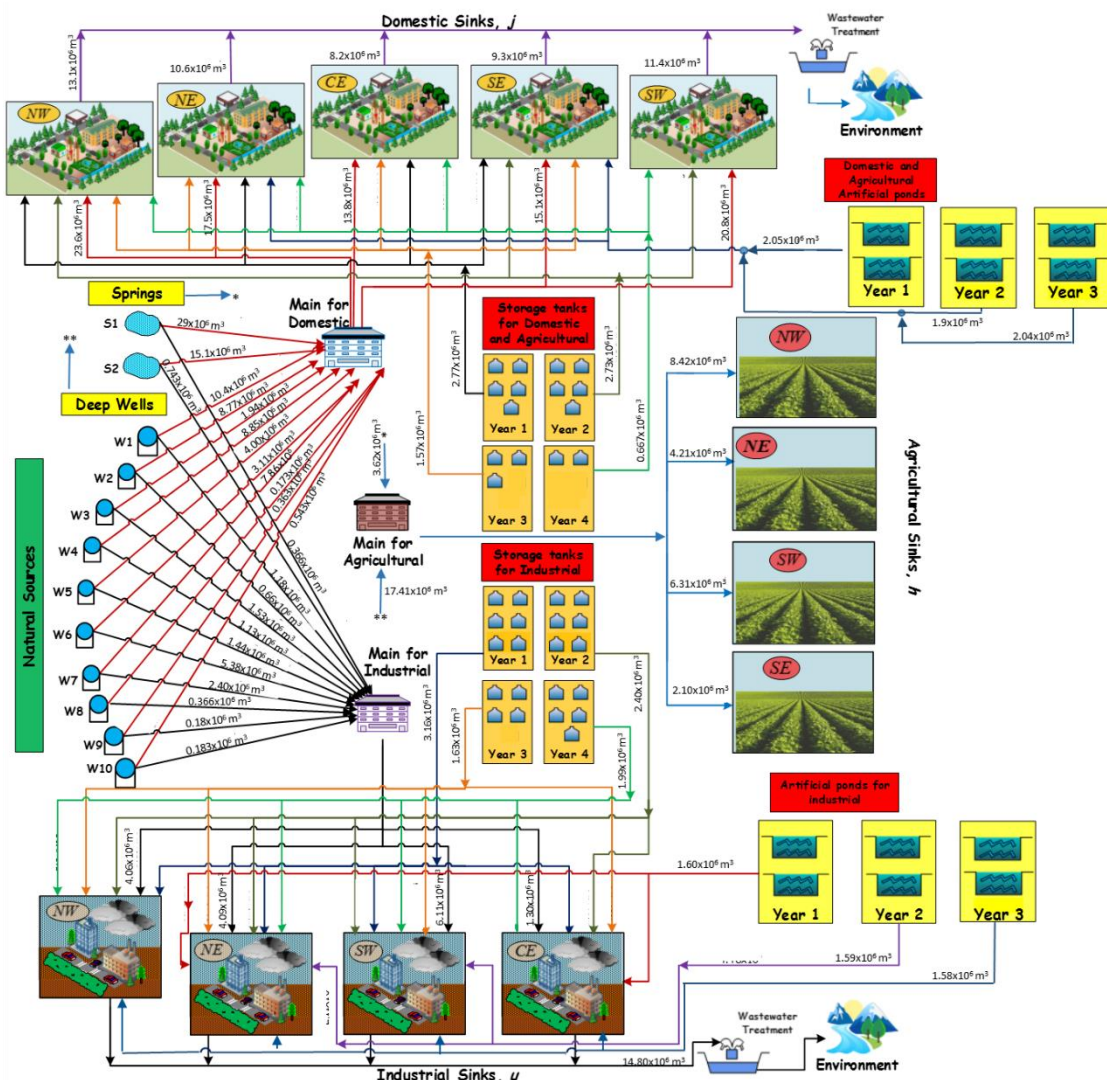 Domestic Sinks, j
Wastewater
Treatment
13.1x10⁶ m³
10.6x10⁶ m³
8.2x10⁶ m³
9.3x10⁶ m³
11.4x10⁶ m³
NW
NE
CE
SE
SW
Environment
Domestic and
Agricultural
Artificial ponds
23.6x10⁶ m³
17.5x10⁶ m³
13.8x10⁶ m³
15.1x10⁶ m³
20.8x10⁶ m³
2.05x10⁶ m³
Year 1
Year 2
Year 3
1.9x10⁶ m³
2.04x10⁶ m³
Springs
*
S1
S2
**
Deep Wells
29x10⁶ m³
15.1x10⁶ m³
0.743x10⁶ m³
Main for
Domestic
Storage tanks
for Domestic
and Agricultural
2.77x10⁶ m³
2.73x10⁶ m³
1.57x10⁶ m³
0.667x10⁶ m³
Year 1
Year 2
Year 3
Year 4
10.4x10⁶ m³
8.77x10⁶ m³
1.94x10⁶ m³
8.85x10⁶ m³
4.00x10⁶ m³
3.11x10⁶ m³
7.86x10⁶ m³
0.173x10⁶ m³
0.363x10⁶ m³
0.543x10⁶ m³
W1
W2
W3
W4
W5
W6
W7
W8
W9
W10
Natural Sources
*
3.62x10⁶ m³
Main for
Agricultural
17.41x10⁶ m³
**
8.42x10⁶ m³
4.21x10⁶ m³
6.31x10⁶ m³
2.10x10⁶ m³
NW
NE
SW
SE
Agricultural Sinks, h
0.366x10⁶ m³
1.18x10⁶ m³
0.66x10⁶ m³
1.53x10⁶ m³
1.13x10⁶ m³
1.44x10⁶ m³
5.38x10⁶ m³
2.40x10⁶ m³
0.366x10⁶ m³
0.18x10⁶ m³
0.183x10⁶ m³
Main for
Industrial
Storage tanks
for Industrial
Year 1
Year 2
Year 3
Year 4
3.16x10⁶ m³
1.63x10⁶ m³
2.40x10⁶ m³
1.99x10⁶ m³
Artificial ponds for
industrial
Year 1
Year 2
Year 3
1.60x10⁶ m³
1.59x10⁶ m³
1.58x10⁶ m³
4.06x10⁶ m³
4.09x10⁶ m³
6.11x10⁶ m³
1.30x10⁶ m³
NW
NE
SW
CE
14.80x10⁶ m³
Wastewater
Treatment
Environment
Industrial Sinks, u